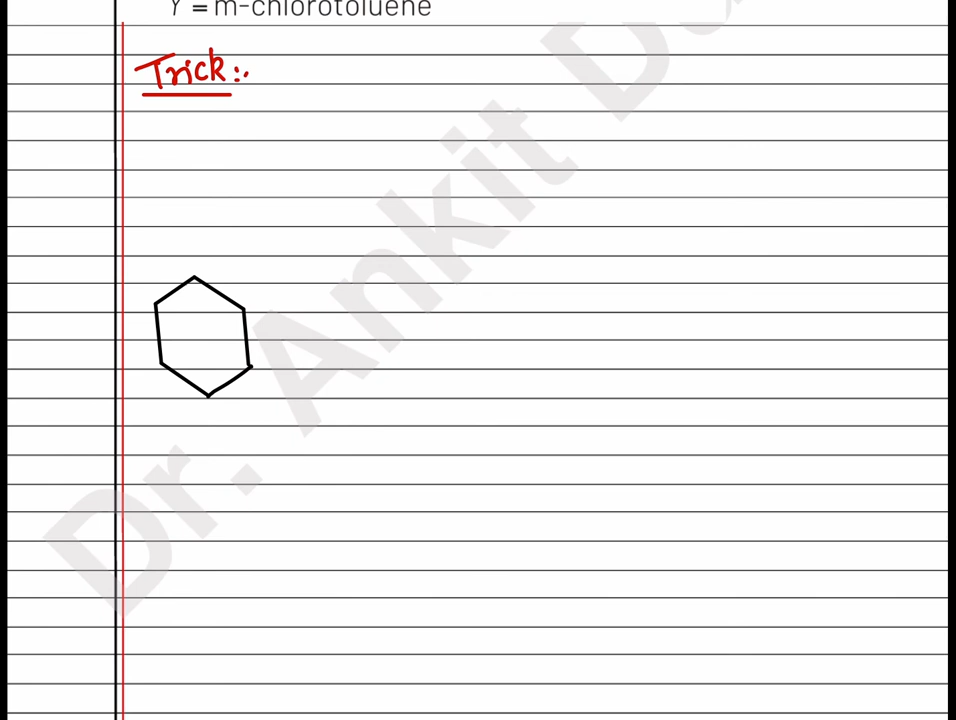 Y = m-chlorotoluene
Trick:.
Dr. Ankit D